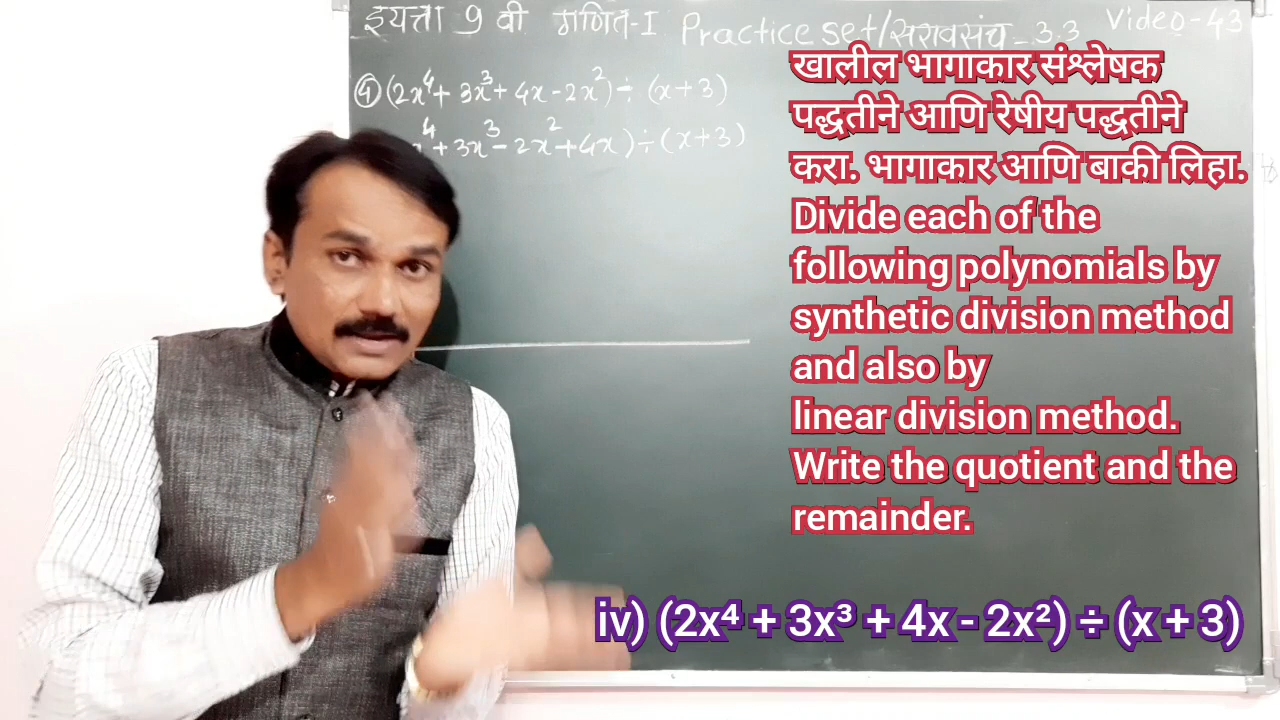 इयत्ता 9 वी गणित-I Practice set/सरावसंच - 3.3 Video-43
④ (2x⁴ + 3x³ + 4x - 2x²) ÷ (x+3)
x⁴ + 3x³ - 2x² + 4x) ÷ (x+3)
खालील भागाकार संश्लेषक
पद्धतीने आणि रेषीय पद्धतीने
करा. भागाकार आणि बाकी लिहा.
Divide each of the
following polynomials by
synthetic division method
and also by
linear division method.
Write the quotient and the
remainder.
iv) (2x⁴ + 3x³ + 4x - 2x²) ÷ (x + 3)